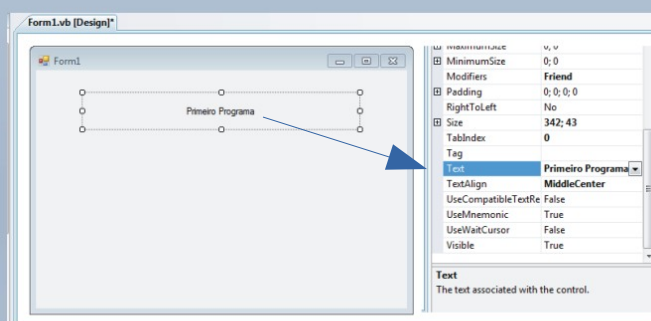 Form1.vb [Design]*
Form1
Primeiro Programa
MaximumSize 0; 0
MinimumSize 0; 0
Modifiers Friend
Padding 0; 0; 0; 0
RightToLeft No
Size 342; 43
TabIndex 0
Tag
Text Primeiro Programa
TextAlign MiddleCenter
UseCompatibleTextRe False
UseMnemonic True
UseWaitCursor False
Visible True
Text
The text associated with the control.